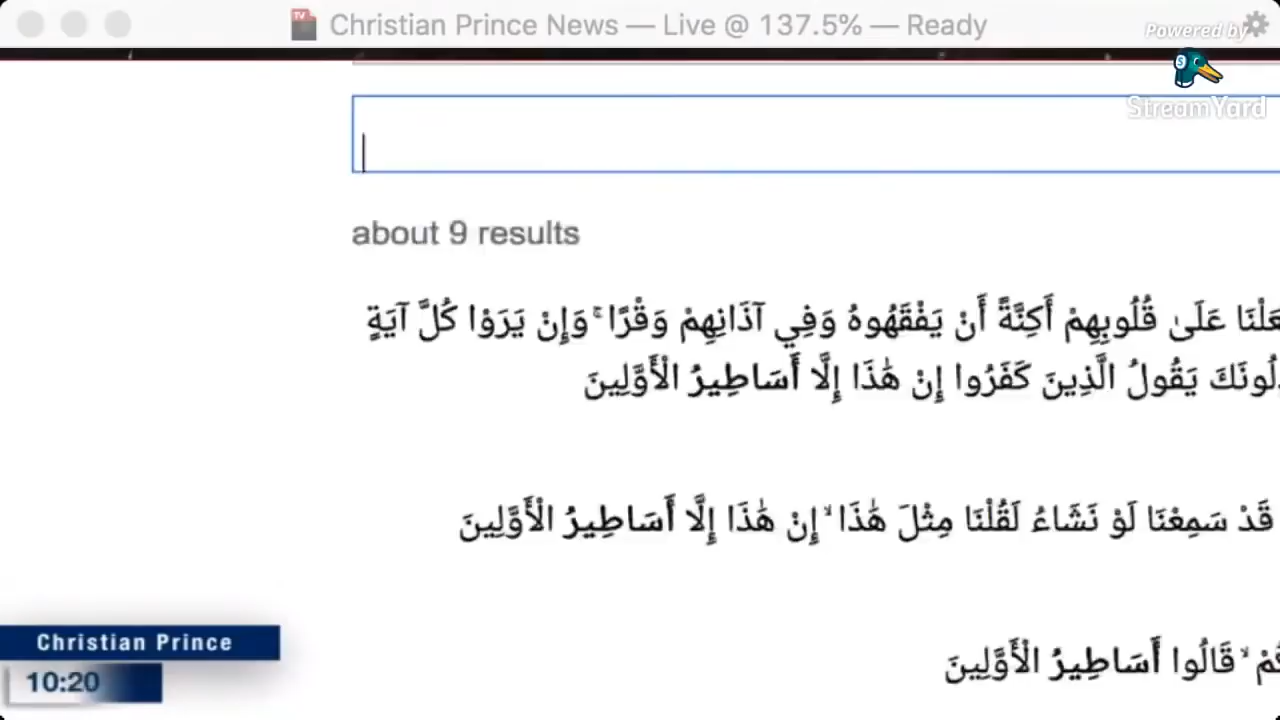 Christian Prince News — Live @ 137.5% — Ready
Powered by
StreamYard
about 9 results
عَلَىٰ قُلُوبِهِمْ أَكِنَّةً أَنْ يَفْقَهُوهُ وَفِي آذَانِهِمْ وَقْرًا ۚ وَإِنْ يَرَوْا كُلَّ آيَةٍ
يَقُولُ الَّذِينَ كَفَرُوا إِنْ هَٰذَا إِلَّا أَسَاطِيرُ الْأَوَّلِينَ
قَدْ سَمِعْنَا لَوْ نَشَاءُ لَقُلْنَا مِثْلَ هَٰذَا ۙ إِنْ هَٰذَا إِلَّا أَسَاطِيرُ الْأَوَّلِينَ
قَالُوا أَسَاطِيرُ الْأَوَّلِينَ
Christian Prince
10:20